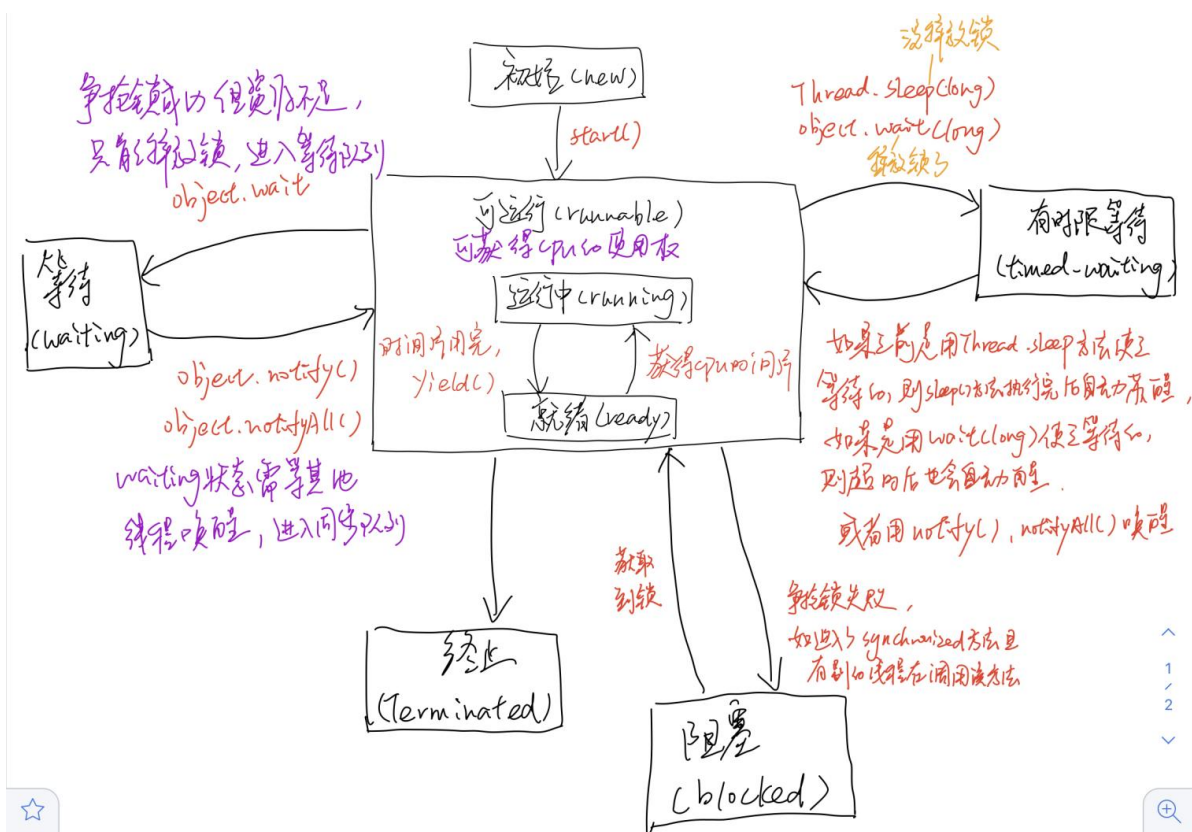 初始(new)
start()
没释放锁
Thread.sleep(long)
object.wait(long)
释放锁了
争抢锁成功但资源不足,
只能释放锁,进入等待队列
object.wait
可运行(runnable)
可获得cpu的使用权
运行中(running)
时间片用完,
yield()
获得cpu时间片
就绪(ready)
等待
(waiting)
object.notify()
object.notifyAll()
waiting状态需等其他
线程唤醒,进入同步队列
有时限等待
(timed-waiting)
如果之前是用Thread.sleep方法使之
等待的,则sleep()方法执行完后自动苏醒,
如果是用wait(long)使之等待的,
则超时后也会自动醒.
或者用notify(),notifyAll()唤醒
获取
到锁
争抢锁失败,
如进入了synchronized方法且
有别的线程在调用该方法
终止
(Terminated)
阻塞
(blocked)
1
/
2